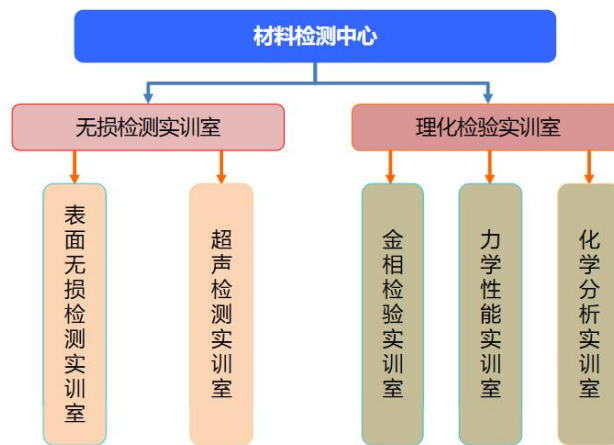 材料检测中心
无损检测实训室
理化检验实训室
表面无损检测实训室
超声检测实训室
金相检验实训室
力学性能实训室
化学分析实训室